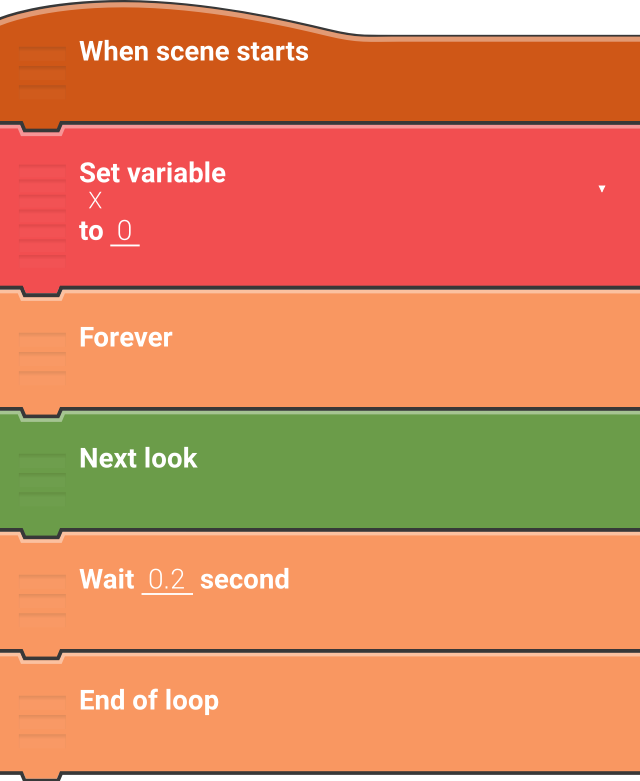 When scene starts
Set variable
X
to 0
Forever
Next look
Wait 0.2 second
End of loop